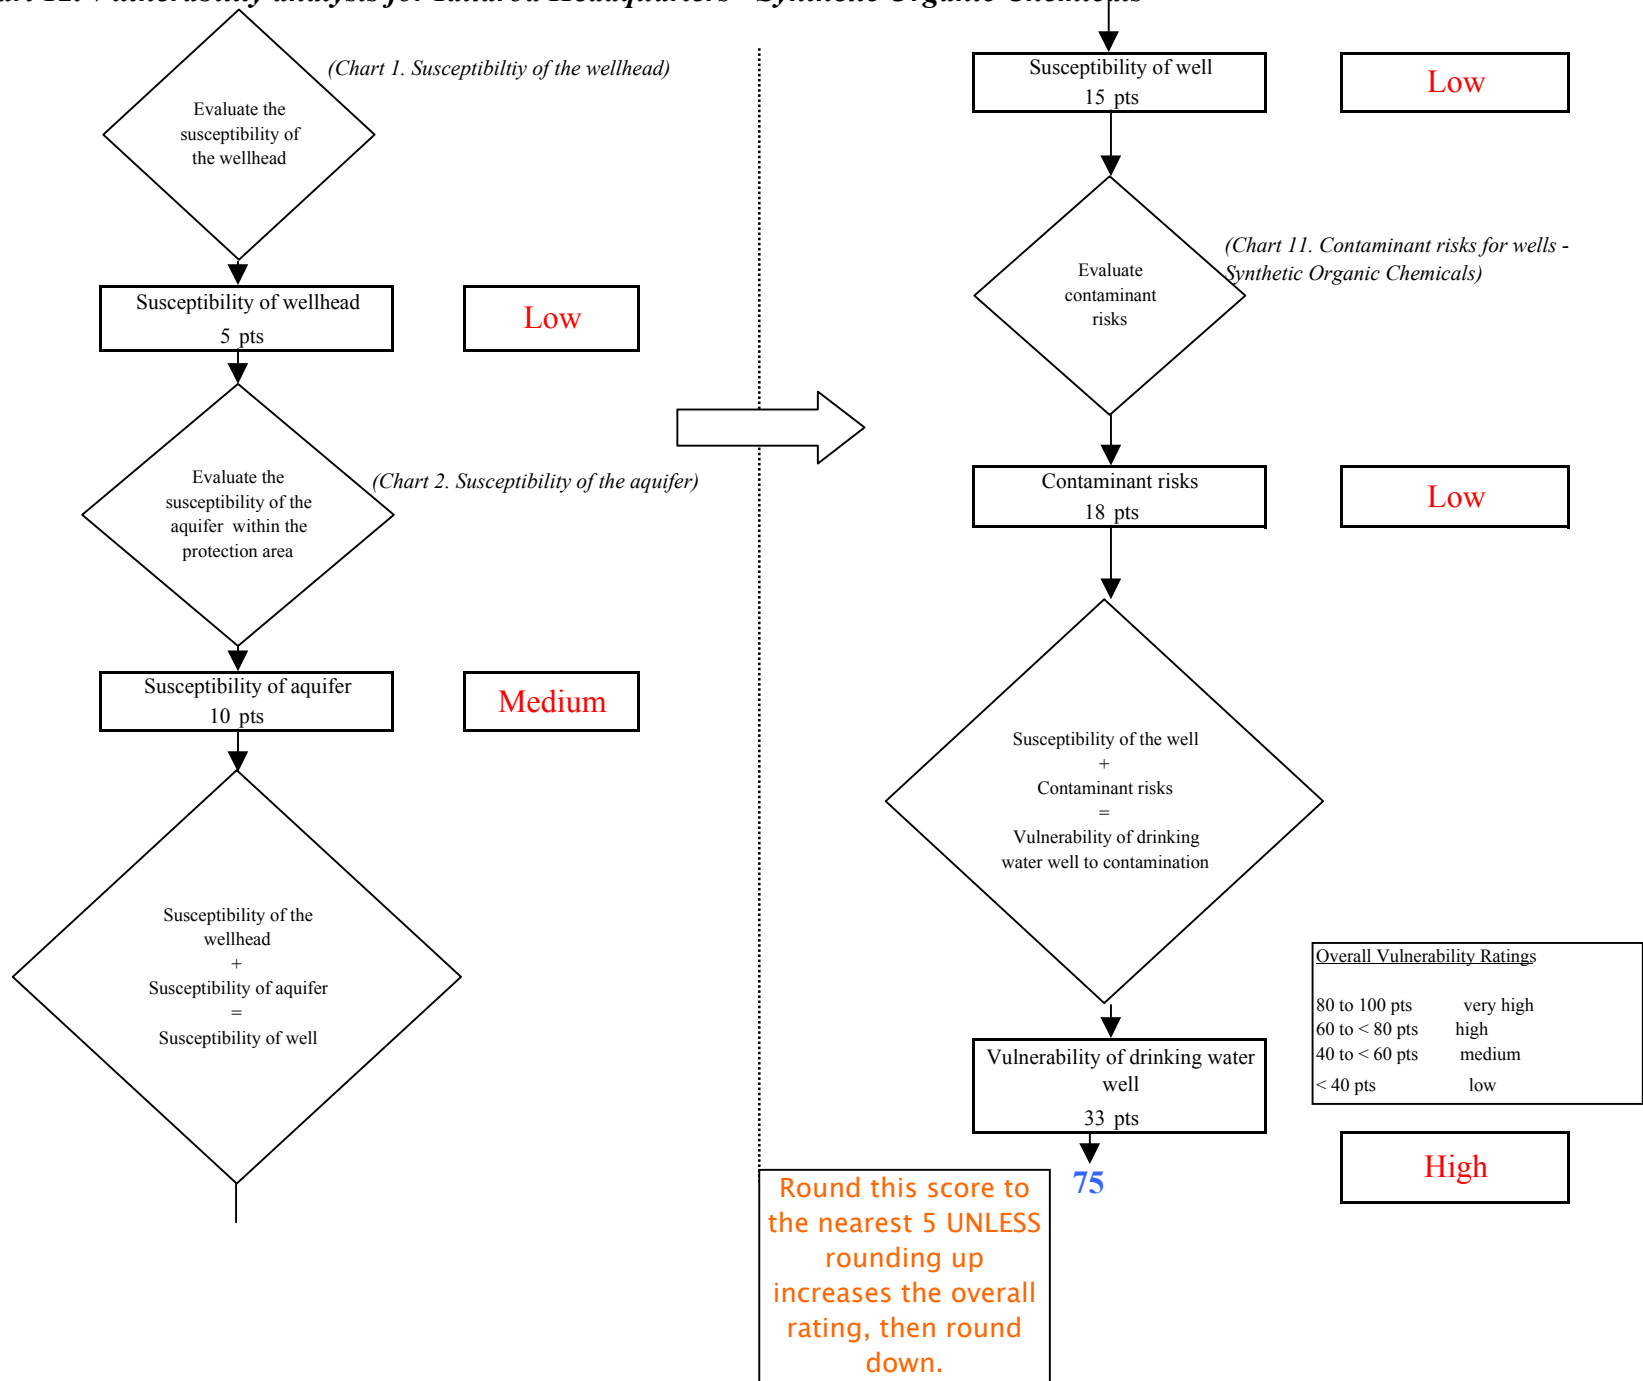 Evaluate the
susceptibility of
the wellhead
(Chart 1. Susceptibiltiy of the wellhead)
Susceptibility of wellhead
5 pts
Low
Evaluate the
susceptibility of the
aquifer within the
protection area
(Chart 2. Susceptibility of the aquifer)
Susceptibility of aquifer
10 pts
Medium
Susceptibility of the
wellhead
+
Susceptibility of aquifer
=
Susceptibility of well
Susceptibility of well
15 pts
Low
Evaluate
contaminant
risks
(Chart 11. Contaminant risks for wells -
Synthetic Organic Chemicals)
Contaminant risks
18 pts
Low
Susceptibility of the well
+
Contaminant risks
=
Vulnerability of drinking
water well to contamination
Vulnerability of drinking water
well
33 pts
Overall Vulnerability Ratings
80 to 100 pts very high
60 to < 80 pts high
40 to < 60 pts medium
< 40 pts low
High
75
Round this score to
the nearest 5 UNLESS
rounding up
increases the overall
rating, then round
down.